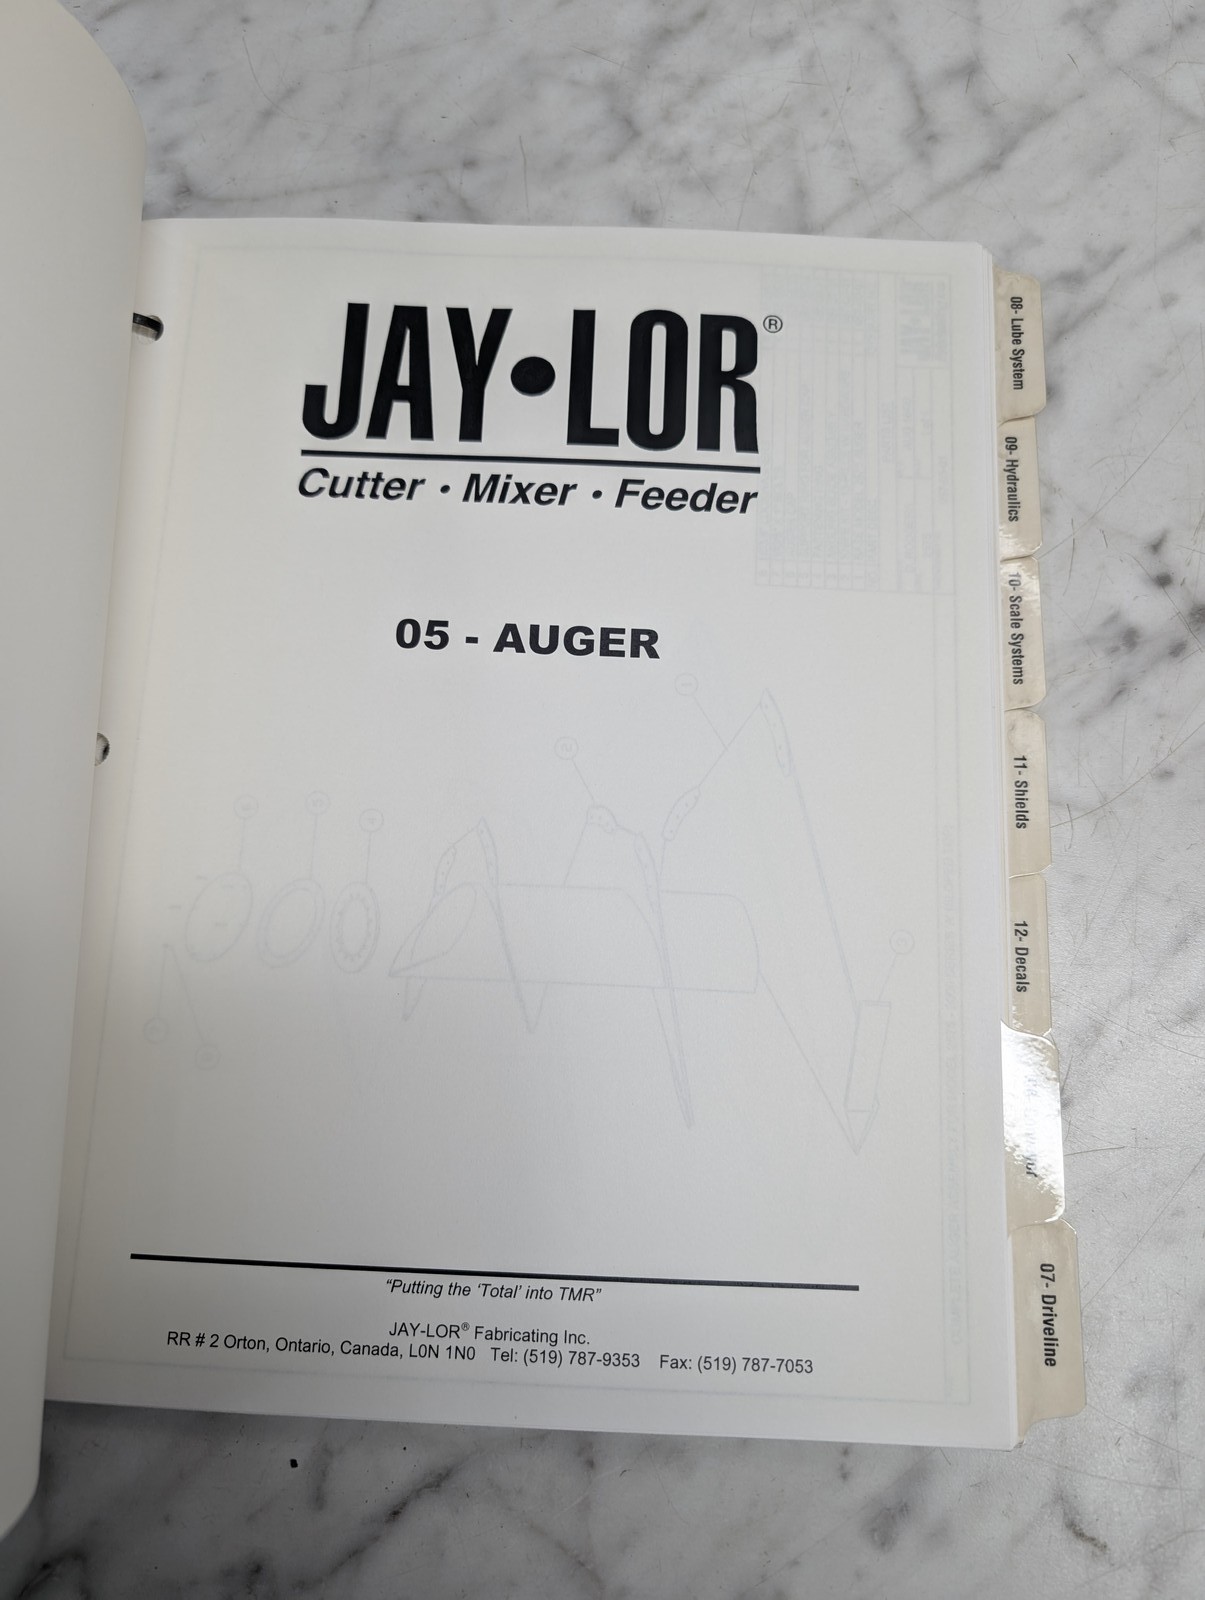 JAY•LOR®
Cutter • Mixer • Feeder
05 - AUGER
"Putting the 'Total' into TMR"
JAY-LOR® Fabricating Inc.
RR # 2 Orton, Ontario, Canada, L0N 1N0 Tel: (519) 787-9353 Fax: (519) 787-7053
08- Lube System
09- Hydraulics
10- Scale Systems
11- Shields
12- Decals
07- Driveline